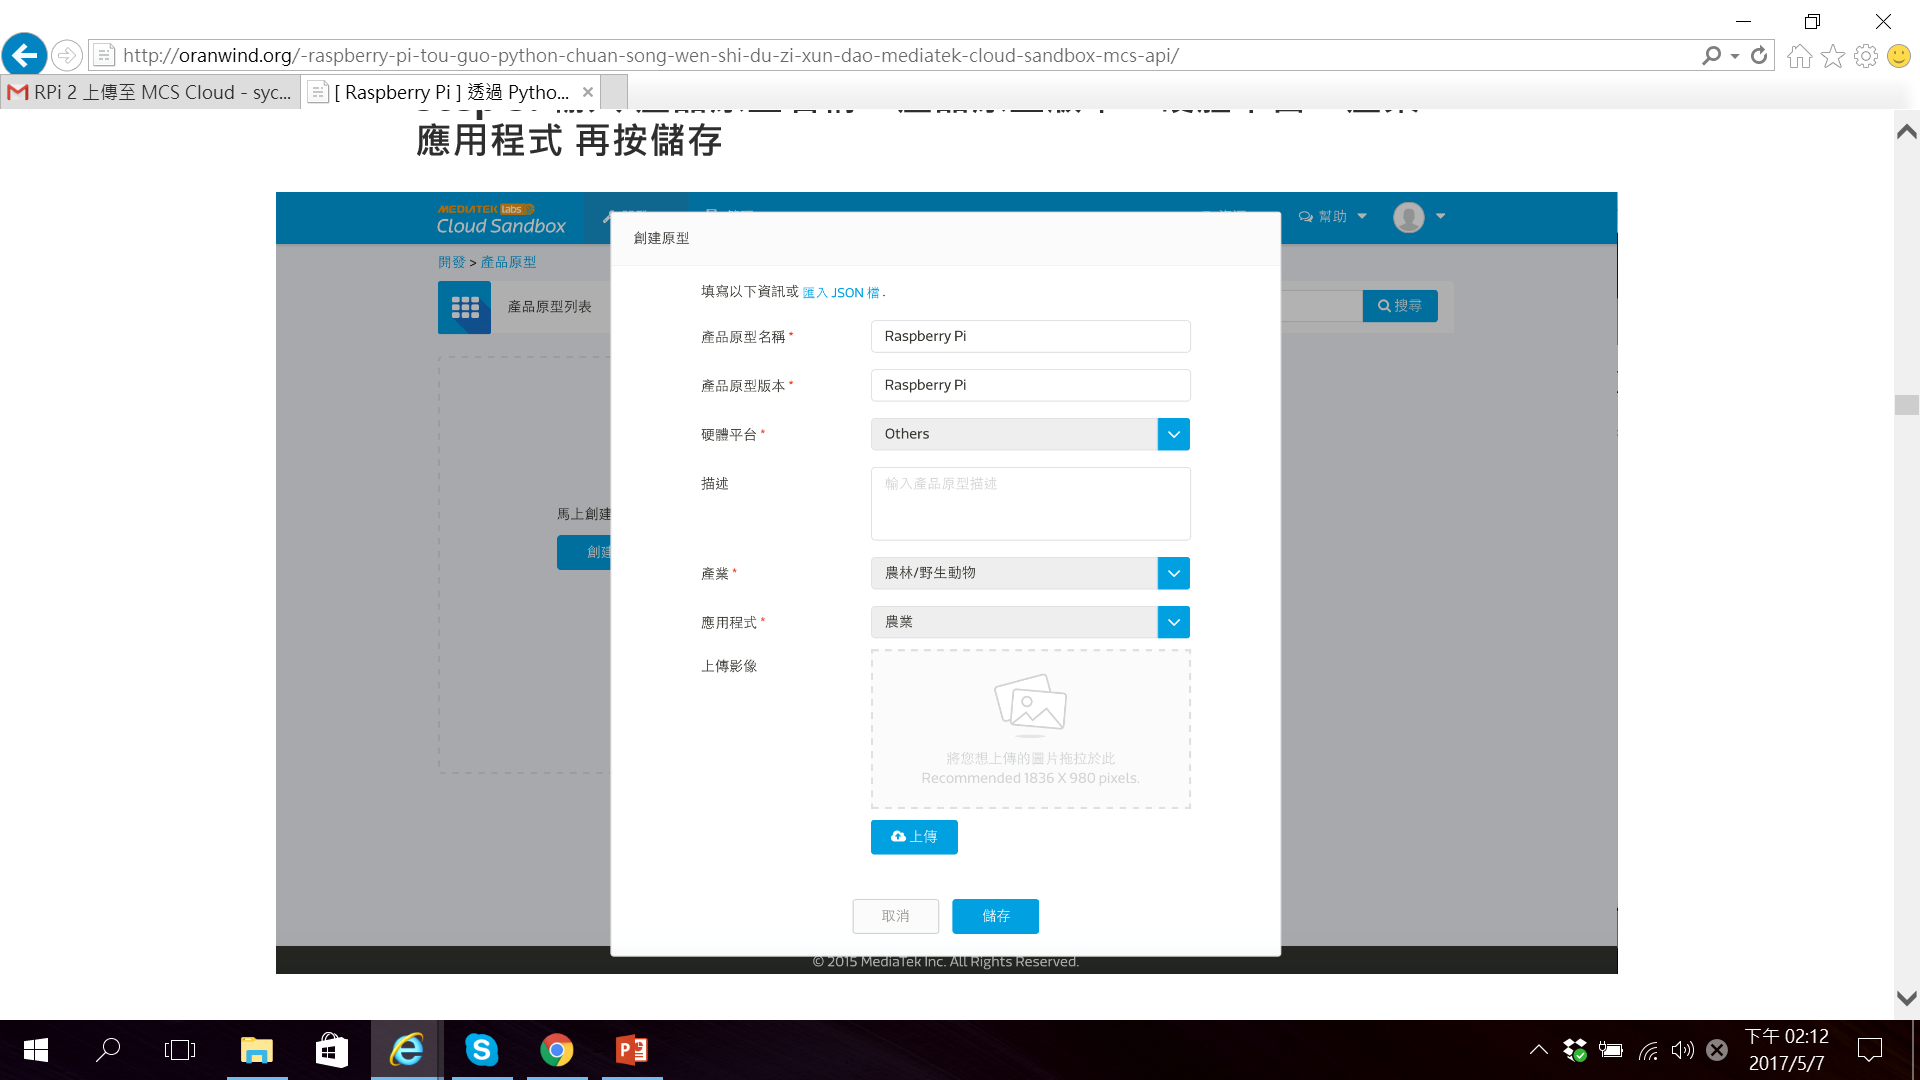 http://oranwind.org/-raspberry-pi-tou-guo-python-chuan-song-wen-shi-du-zi-xun-dao-mediatek-cloud-sandbox-mcs-api/
RPi 2 上傳至 MCS Cloud - syc...
[ Raspberry Pi ] 透過 Pytho...
應用程式 再按儲存
MEDIATEK labs
Cloud Sandbox
幫助
創建原型
開發 > 產品原型
產品原型列表
搜尋
填寫以下資訊或 匯入 JSON 檔 .
產品原型名稱 *
Raspberry Pi
產品原型版本 *
Raspberry Pi
硬體平台 *
Others
描述
輸入產品原型描述
馬上創建
創建
產業 *
農林/野生動物
應用程式 *
農業
上傳影像
將您想上傳的圖片拖拉於此
Recommended 1836 X 980 pixels.
上傳
取消
儲存
© 2015 MediaTek Inc. All Rights Reserved.
下午 02:12
2017/5/7